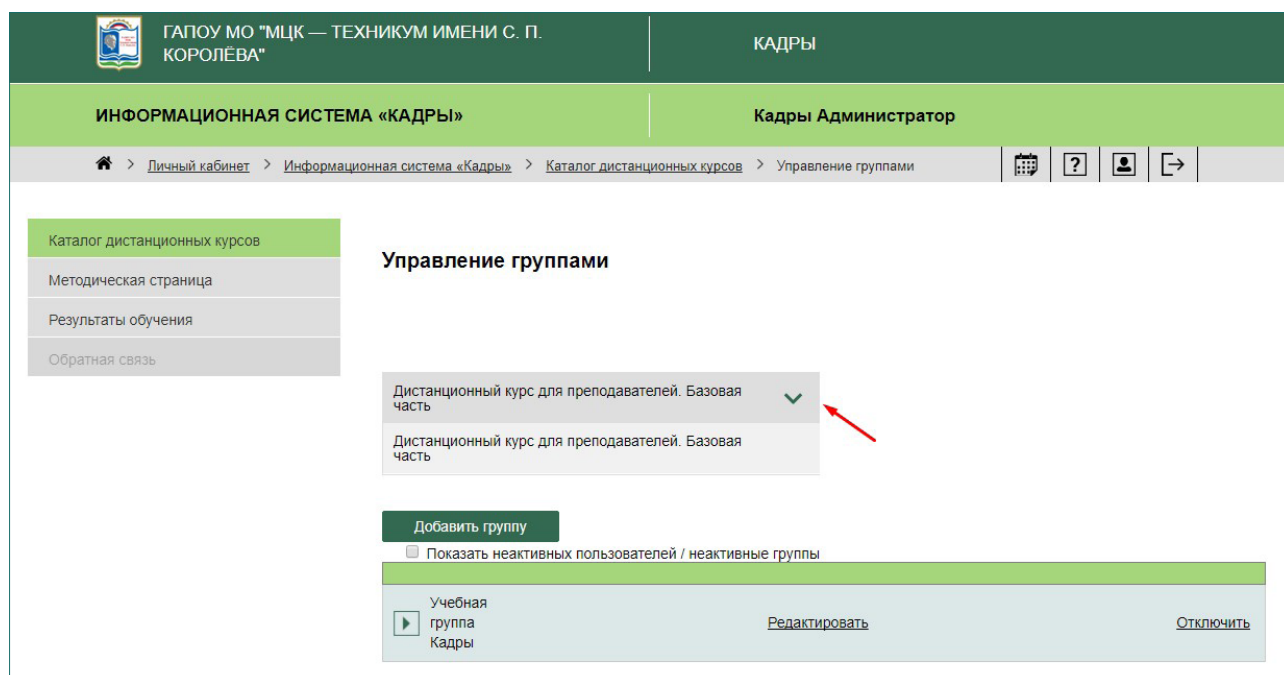 ГАПОУ МО "МЦК — ТЕХНИКУМ ИМЕНИ С. П.
КОРОЛЁВА"
КАДРЫ
ИНФОРМАЦИОННАЯ СИСТЕМА «КАДРЫ»
Кадры Администратор
> Личный кабинет > Информационная система «Кадры» > Каталог дистанционных курсов > Управление группами
Каталог дистанционных курсов
Методическая страница
Результаты обучения
Обратная связь
Управление группами
Дистанционный курс для преподавателей. Базовая
часть
Дистанционный курс для преподавателей. Базовая
часть
Добавить группу
Показать неактивных пользователей / неактивные группы
Учебная
группа
Кадры
Редактировать
Отключить